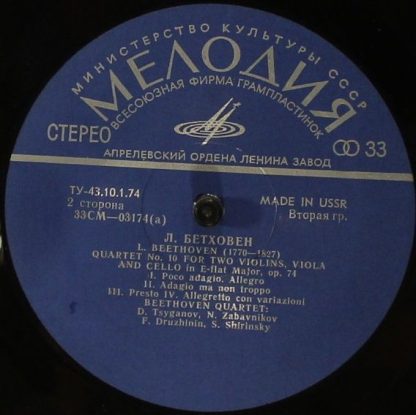 МИНИСТЕРСТВО КУЛЬТУРЫ СССР
МЕЛОДИЯ
ВСЕСОЮЗНАЯ ФИРМА ГРАМПЛАСТИНОК
СТЕРЕО
33
АПРЕЛЕВСКИЙ ОРДЕНА ЛЕНИНА ЗАВОД
ТУ-43.10.1.74
MADE IN USSR
2 сторона
Вторая гр.
33СМ—03174(а)
Л. БЕТХОВЕН
L. BEETHOVEN (1770—1827)
QUARTET No. 10 FOR TWO VIOLINS, VIOLA
AND CELLO in E-flat Major, op. 74
I. Poco adagio. Allegro
II. Adagio ma non troppo
III. Presto IV. Allegretto con variazioni
BEETHOVEN QUARTET:
D. Tsyganov, N. Zabavnikov
F. Druzhinin, S. Shirinsky